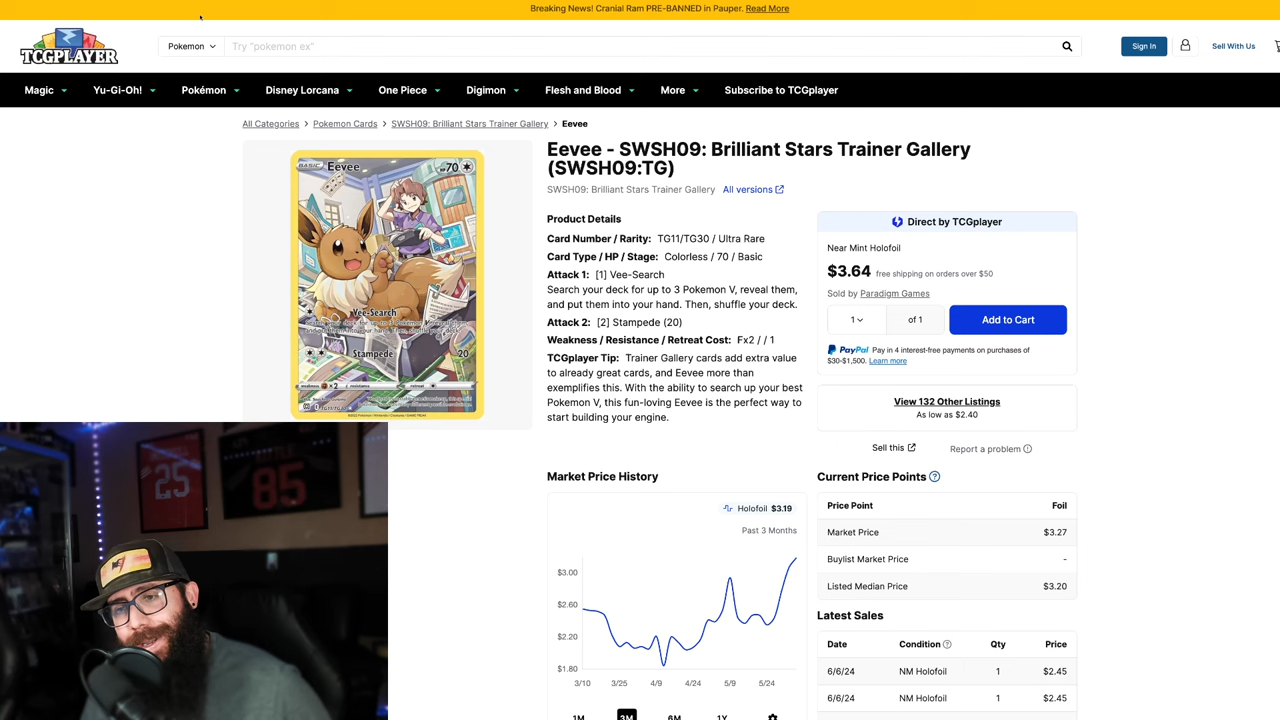 Breaking News! Cranial Ram PRE-BANNED in Pauper. Read More
TCGPLAYER
Pokemon
Try "pokemon ex"
Sign In
Sell With Us
Magic
Yu-Gi-Oh!
Pokémon
Disney Lorcana
One Piece
Digimon
Flesh and Blood
More
Subscribe to TCGplayer
All Categories > Pokemon Cards > SWSH09: Brilliant Stars Trainer Gallery > Eevee
BASIC Eevee HP 70
Vee-Search
Stampede 20
weakness ×2 resistance retreat
Eevee - SWSH09: Brilliant Stars Trainer Gallery
(SWSH09:TG)
SWSH09: Brilliant Stars Trainer Gallery All versions
Product Details
Card Number / Rarity: TG11/TG30 / Ultra Rare
Card Type / HP / Stage: Colorless / 70 / Basic
Attack 1: [1] Vee-Search
Search your deck for up to 3 Pokemon V, reveal them,
and put them into your hand. Then, shuffle your deck.
Attack 2: [2] Stampede (20)
Weakness / Resistance / Retreat Cost: Fx2 / / 1
TCGplayer Tip: Trainer Gallery cards add extra value
to already great cards, and Eevee more than
exemplifies this. With the ability to search up your best
Pokemon V, this fun-loving Eevee is the perfect way to
start building your engine.
Direct by TCGplayer
Near Mint Holofoil
$3.64 free shipping on orders over $50
Sold by Paradigm Games
1 of 1
Add to Cart
PayPal Pay in 4 interest-free payments on purchases of
$30-$1,500. Learn more
View 132 Other Listings
As low as $2.40
Sell this
Report a problem
Market Price History
Holofoil $3.19
Past 3 Months
$3.00
$2.60
$2.20
$1.80
3/10 3/25 4/9 4/24 5/9 5/24
1M 3M 6M 1Y
Current Price Points
Price Point Foil
Market Price $3.27
Buylist Market Price -
Listed Median Price $3.20
Latest Sales
Date Condition Qty Price
6/6/24 NM Holofoil 1 $2.45
6/6/24 NM Holofoil 1 $2.45
25
85